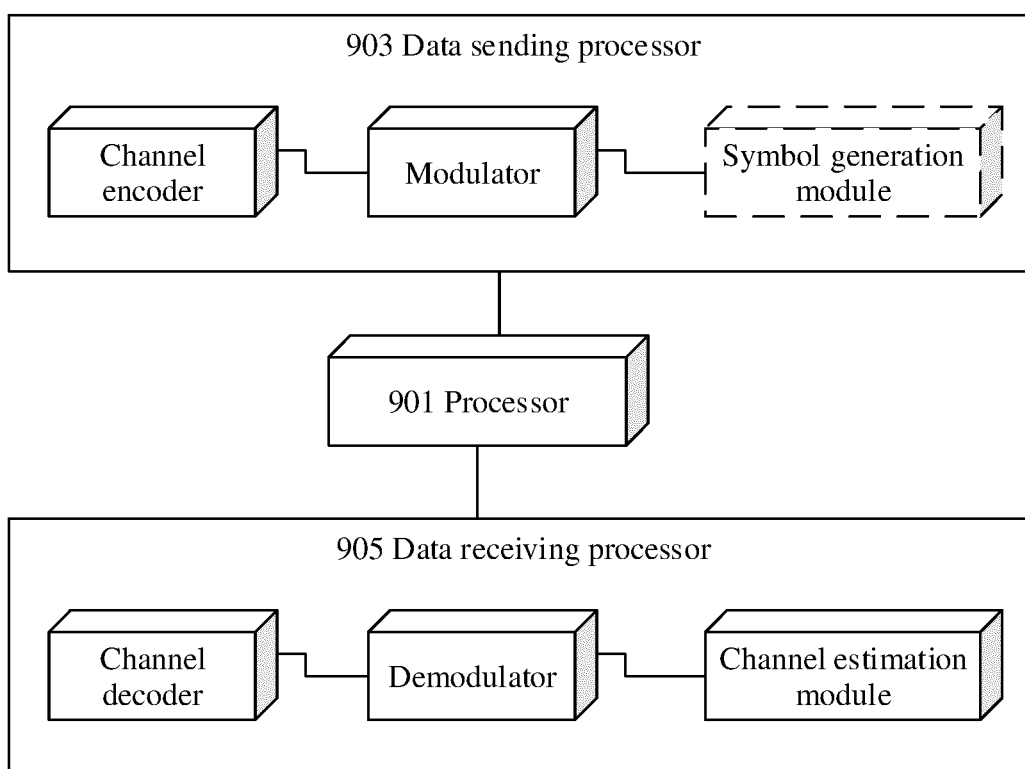 903 Data sending processor
Channel
encoder
Modulator
Symbol generation
module
901 Processor
905 Data receiving processor
Channel
decoder
Demodulator
Channel estimation
module